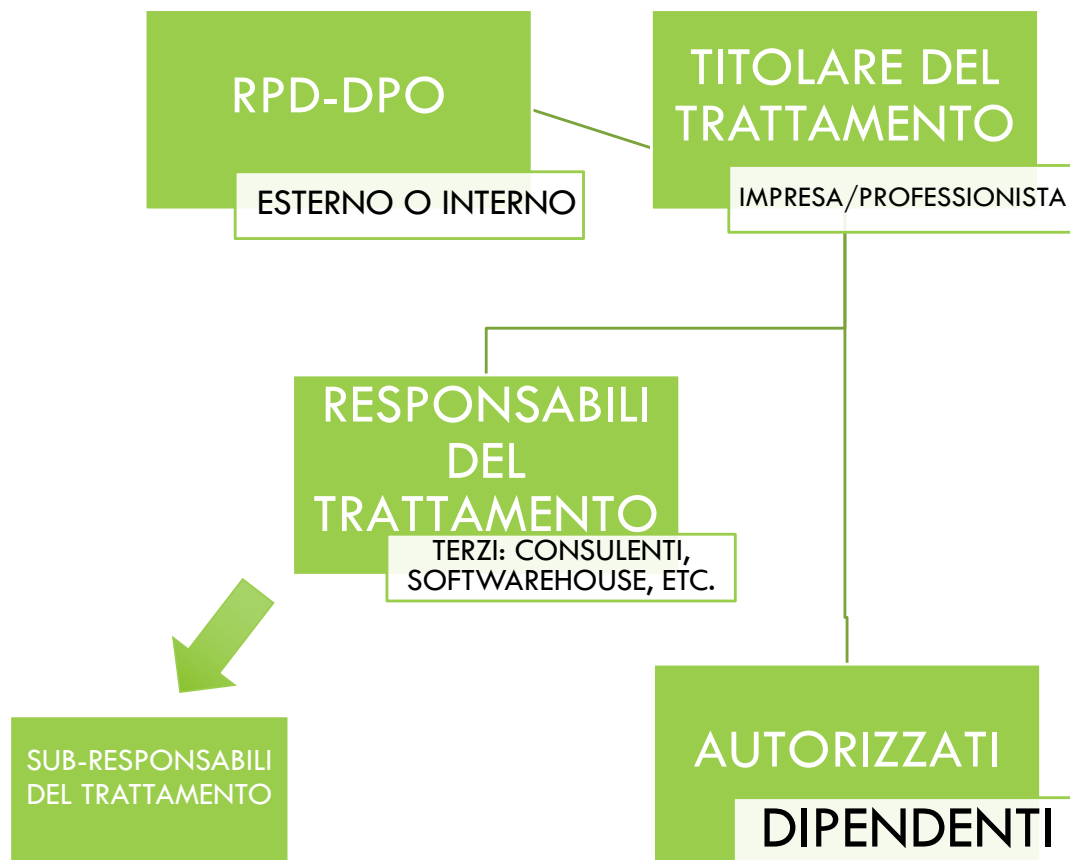 RPD-DPO
ESTERNO O INTERNO
TITOLARE DEL
TRATTAMENTO
IMPRESA/PROFESSIONISTA
RESPONSABILI
DEL
TRATTAMENTO
TERZI: CONSULENTI,
SOFTWAREHOUSE, ETC.
SUB-RESPONSABILI
DEL TRATTAMENTO
AUTORIZZATI
DIPENDENTI